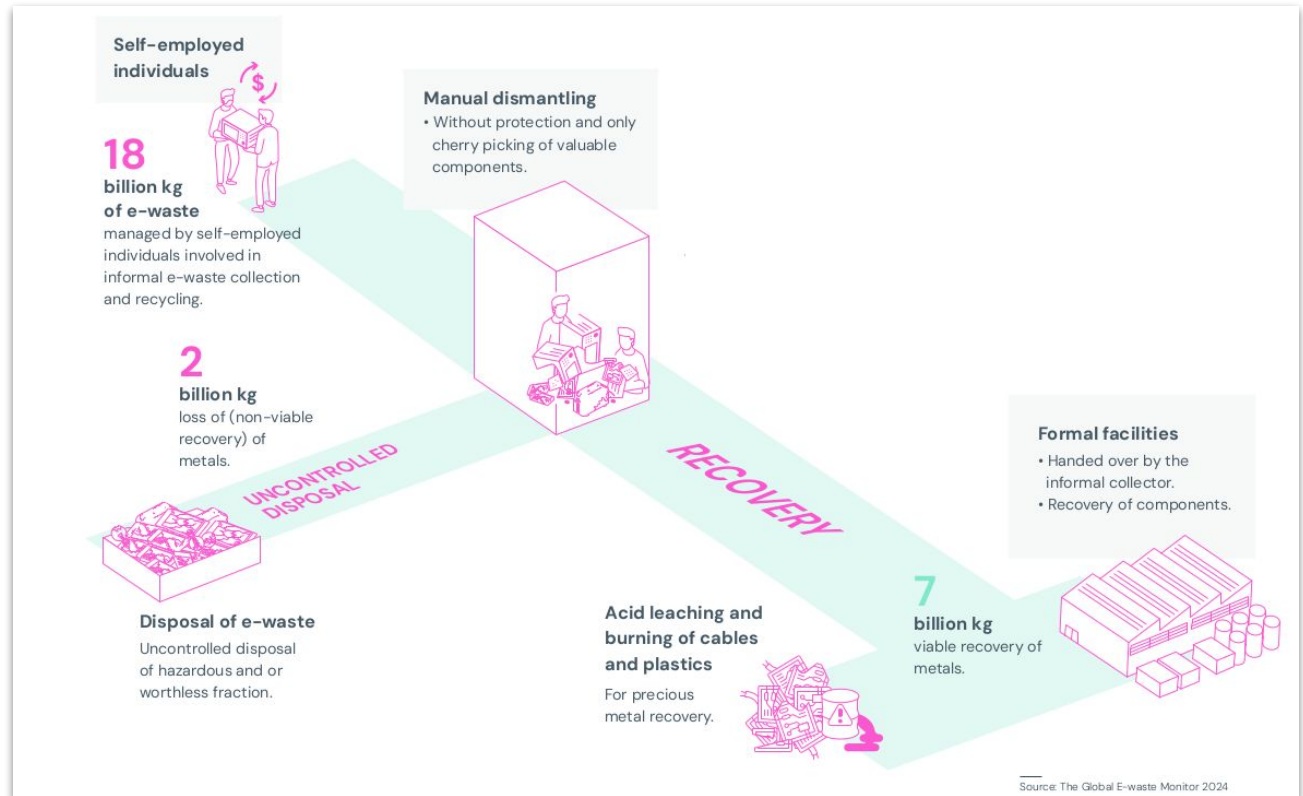 Self-employed
individuals
$
18
billion kg
of e-waste
managed by self-employed
individuals involved in
informal e-waste collection
and recycling.
Manual dismantling
• Without protection and only
cherry picking of valuable
components.
2
billion kg
loss of (non-viable
recovery) of
metals.
UNCONTROLLED
DISPOSAL
RECOVERY
Disposal of e-waste
Uncontrolled disposal
of hazardous and or
worthless fraction.
Acid leaching and
burning of cables
and plastics
For precious
metal recovery.
7
billion kg
viable recovery of
metals.
Formal facilities
• Handed over by the
informal collector.
• Recovery of components.
Source: The Global E-waste Monitor 2024